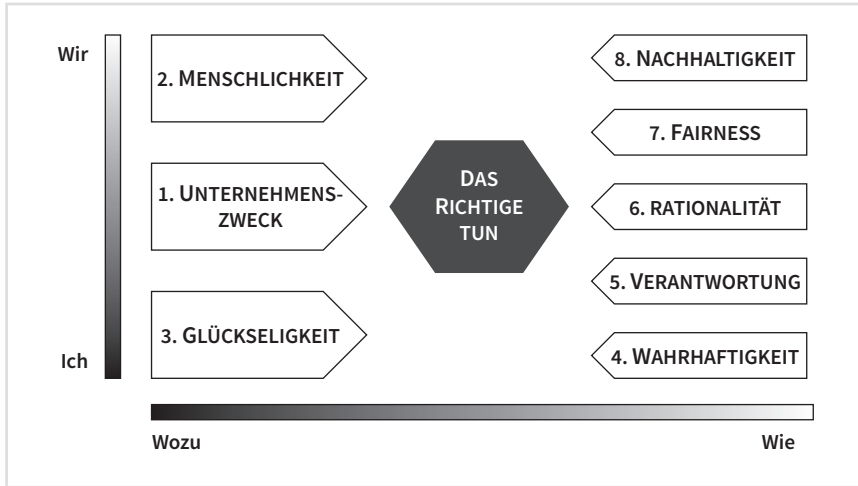 Wir
2. MENSCHLICHKEIT
1. UNTERNEHMENS-
ZWECK
3. GLÜCKSELIGKEIT
Ich
DAS
RICHTIGE
TUN
8. NACHHALTIGKEIT
7. FAIRNESS
6. RATIONALITÄT
5. VERANTWORTUNG
4. WAHRHAFTIGKEIT
Wozu
Wie